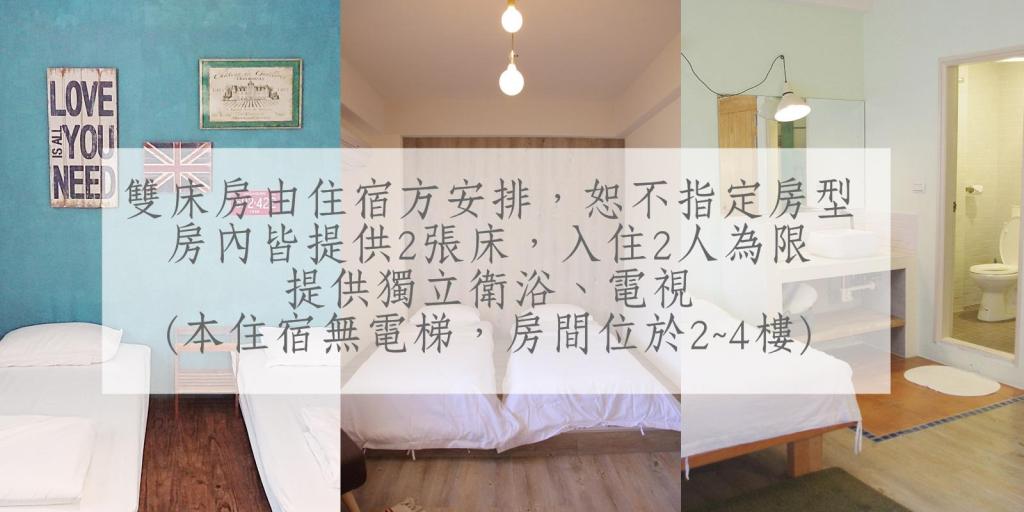 LOVE
IS ALL
YOU
NEED
雙床房由住宿方安排，恕不指定房型
房內皆提供2張床，入住2人為限
提供獨立衛浴、電視
(本住宿無電梯，房間位於2~4樓)